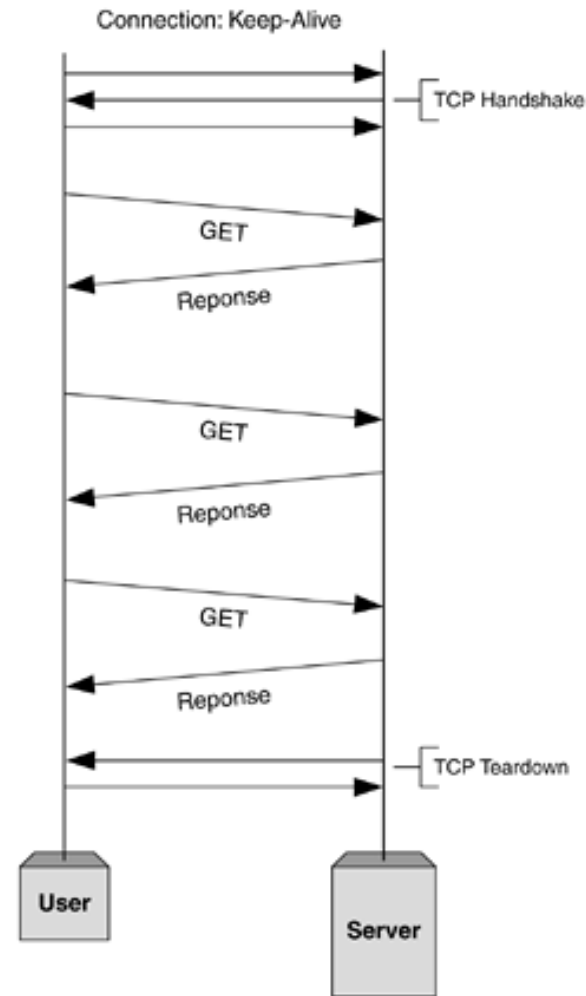 Connection: Keep-Alive
TCP Handshake
GET
Reponse
GET
Reponse
GET
Reponse
TCP Teardown
User
Server